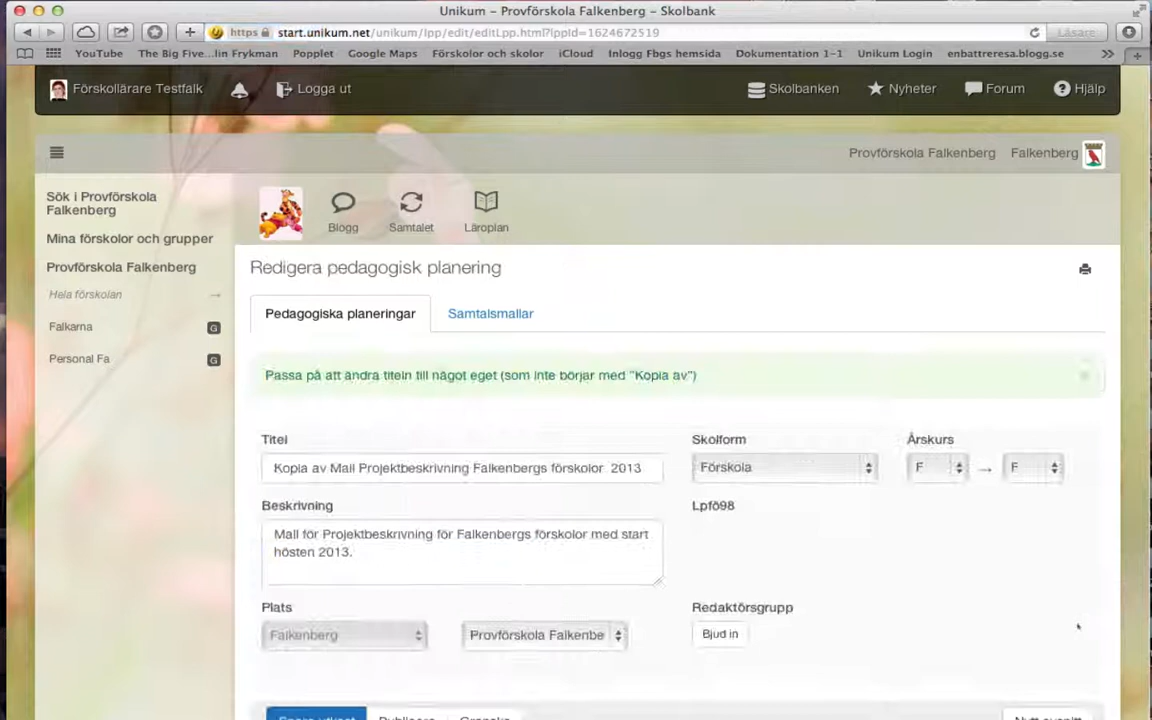 Unikum – Provförskola Falkenberg – Skolbank
https start.unikum.net/unikum/lpp/edit/editLpp.html?lppId=1624672519 Läsare
YouTube The Big Five...lin Frykman Popplet Google Maps Förskolor och skolor iCloud Inlogg Fbgs hemsida Dokumentation 1–1 Unikum Login enbattreresa.blogg.se
Förskollärare Testfalk Logga ut Skolbanken Nyheter Forum Hjälp
Provförskola Falkenberg Falkenberg
Sök i Provförskola
Falkenberg
Mina förskolor och grupper
Provförskola Falkenberg
Hela förskolan →
Falkarna G
Personal Fa G
Blogg Samtalet Läroplan
Redigera pedagogisk planering
Pedagogiska planeringar Samtalsmallar
Passa på att ändra titeln till något eget (som inte börjar med "Kopia av")
Titel Skolform Årskurs
Kopia av Mall Projektbeskrivning Falkenbergs förskolor 2013 Förskola F → F
Beskrivning Lpfö98
Mall för Projektbeskrivning för Falkenbergs förskolor med start
hösten 2013.
Plats Redaktörsgrupp
Falkenberg Provförskola Falkenbe Bjud in
Spara utkast Publicera Granska Nytt avsnitt